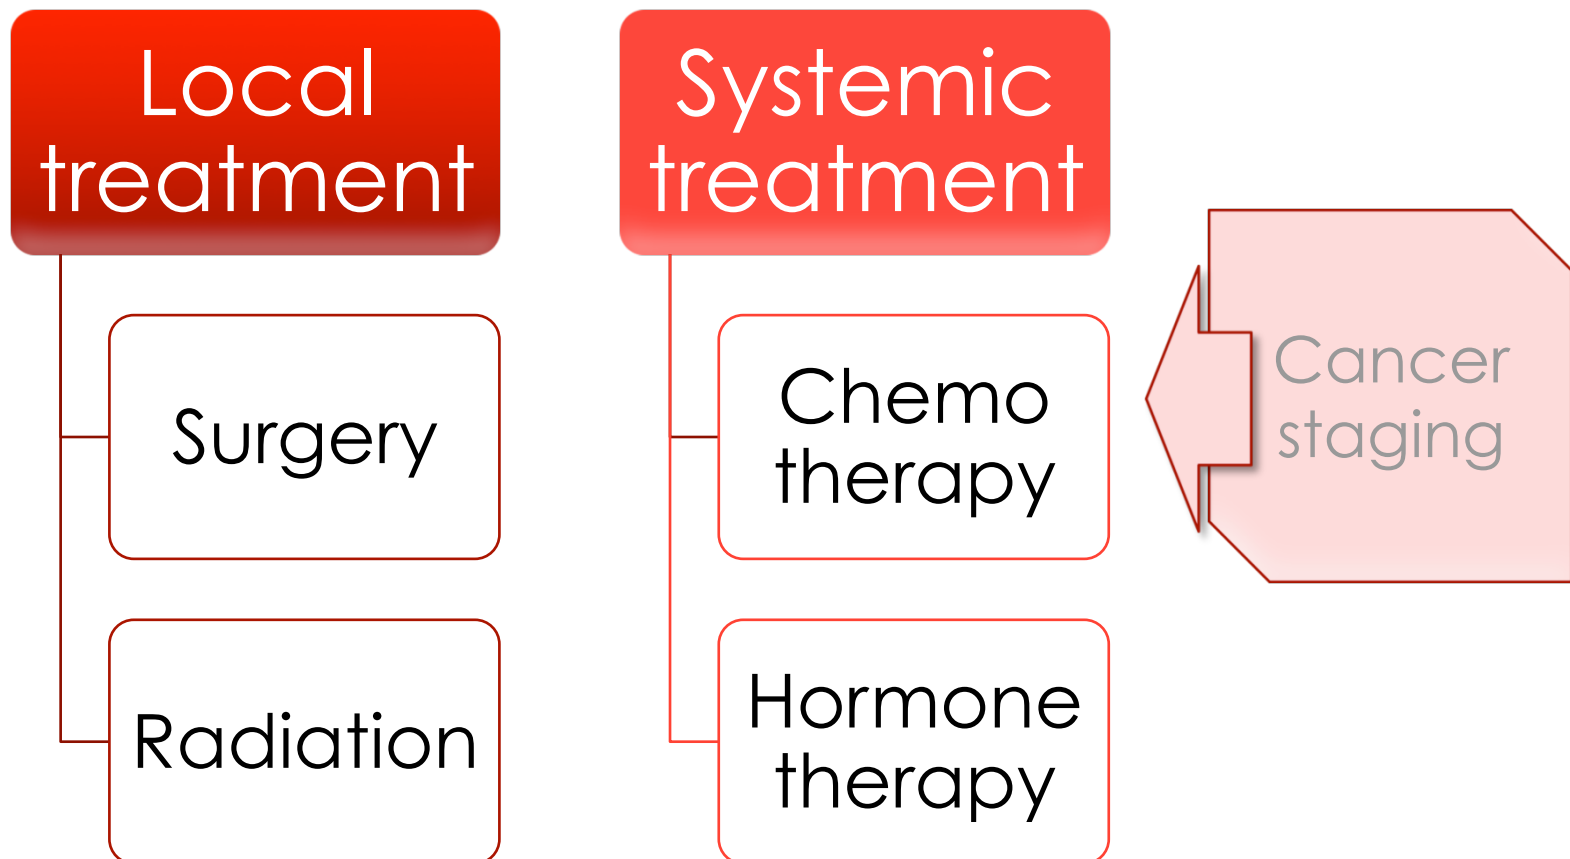 Local
treatment
Surgery
Radiation
Systemic
treatment
Chemo
therapy
Hormone
therapy
Cancer
staging